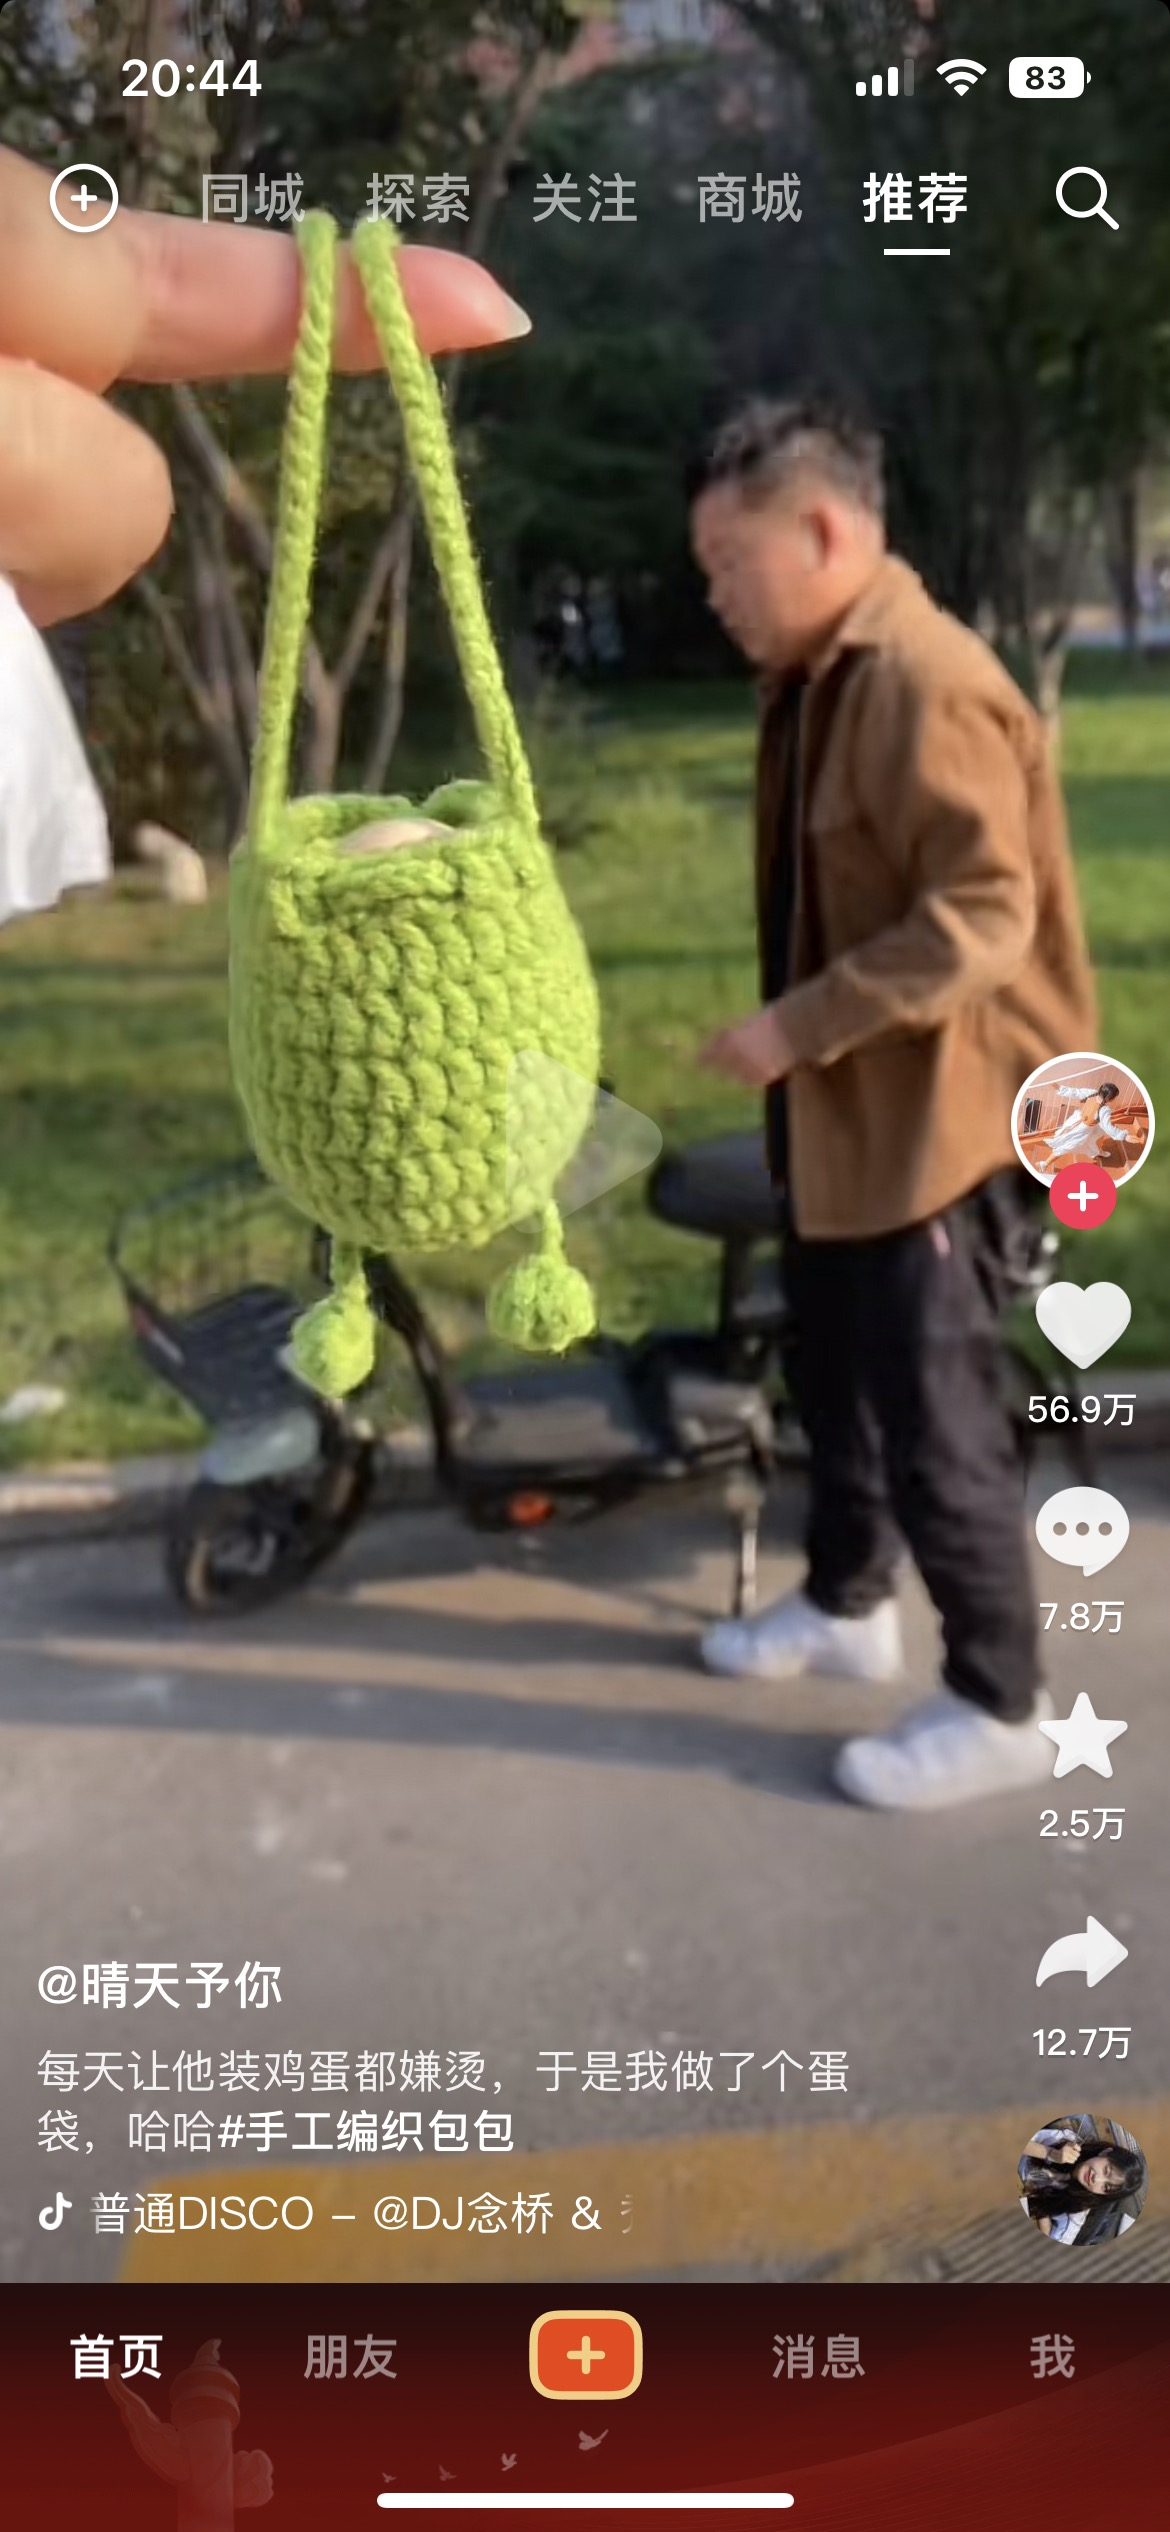 20:44
83
同城 探索 关注 商城 推荐
56.9万
7.8万
2.5万
12.7万
@晴天予你
每天让他装鸡蛋都嫌烫，于是我做了个蛋
袋，哈哈#手工编织包包
普通DISCO – @DJ念桥 &
首页 朋友 消息 我